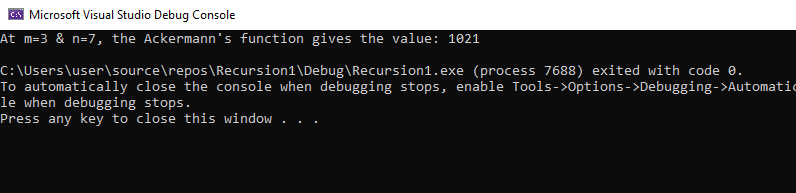 Microsoft Visual Studio Debug Console
At m=3 & n=7, the Ackermann's function gives the value: 1021
C:\Users\user\source\repos\Recursion1\Debug\Recursion1.exe (process 7688) exited with code 0.
To automatically close the console when debugging stops, enable Tools->Options->Debugging->Automatic
le when debugging stops.
Press any key to close this window . . .